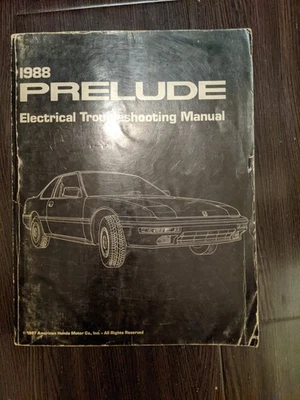 1988
PRELUDE
Electrical Troubleshooting Manual
© 1987 American Honda Motor Co., Inc. - All Rights Reserved